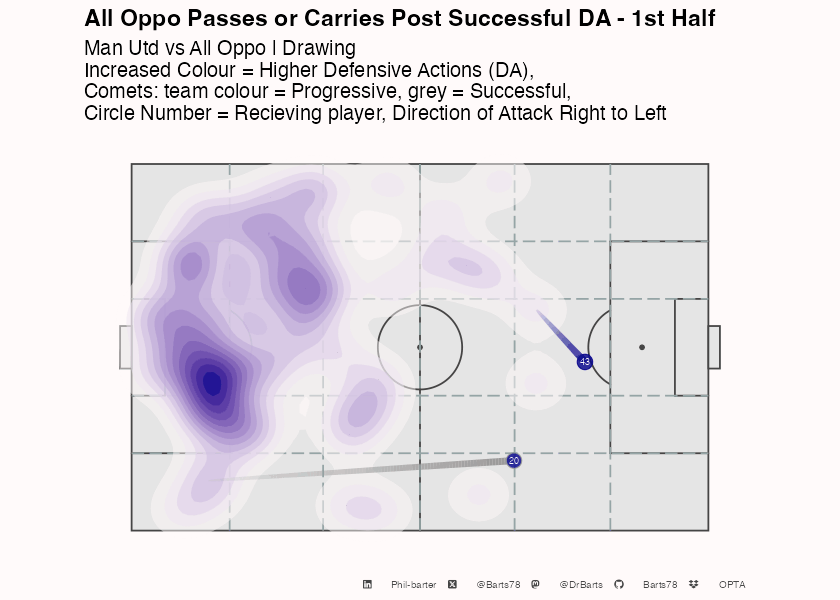 All Oppo Passes or Carries Post Successful DA - 1st Half
Man Utd vs All Oppo | Drawing
Increased Colour = Higher Defensive Actions (DA),
Comets: team colour = Progressive, grey = Successful,
Circle Number = Recieving player, Direction of Attack Right to Left
43
20
Phil-barter @Barts78 @DrBarts Barts78 OPTA